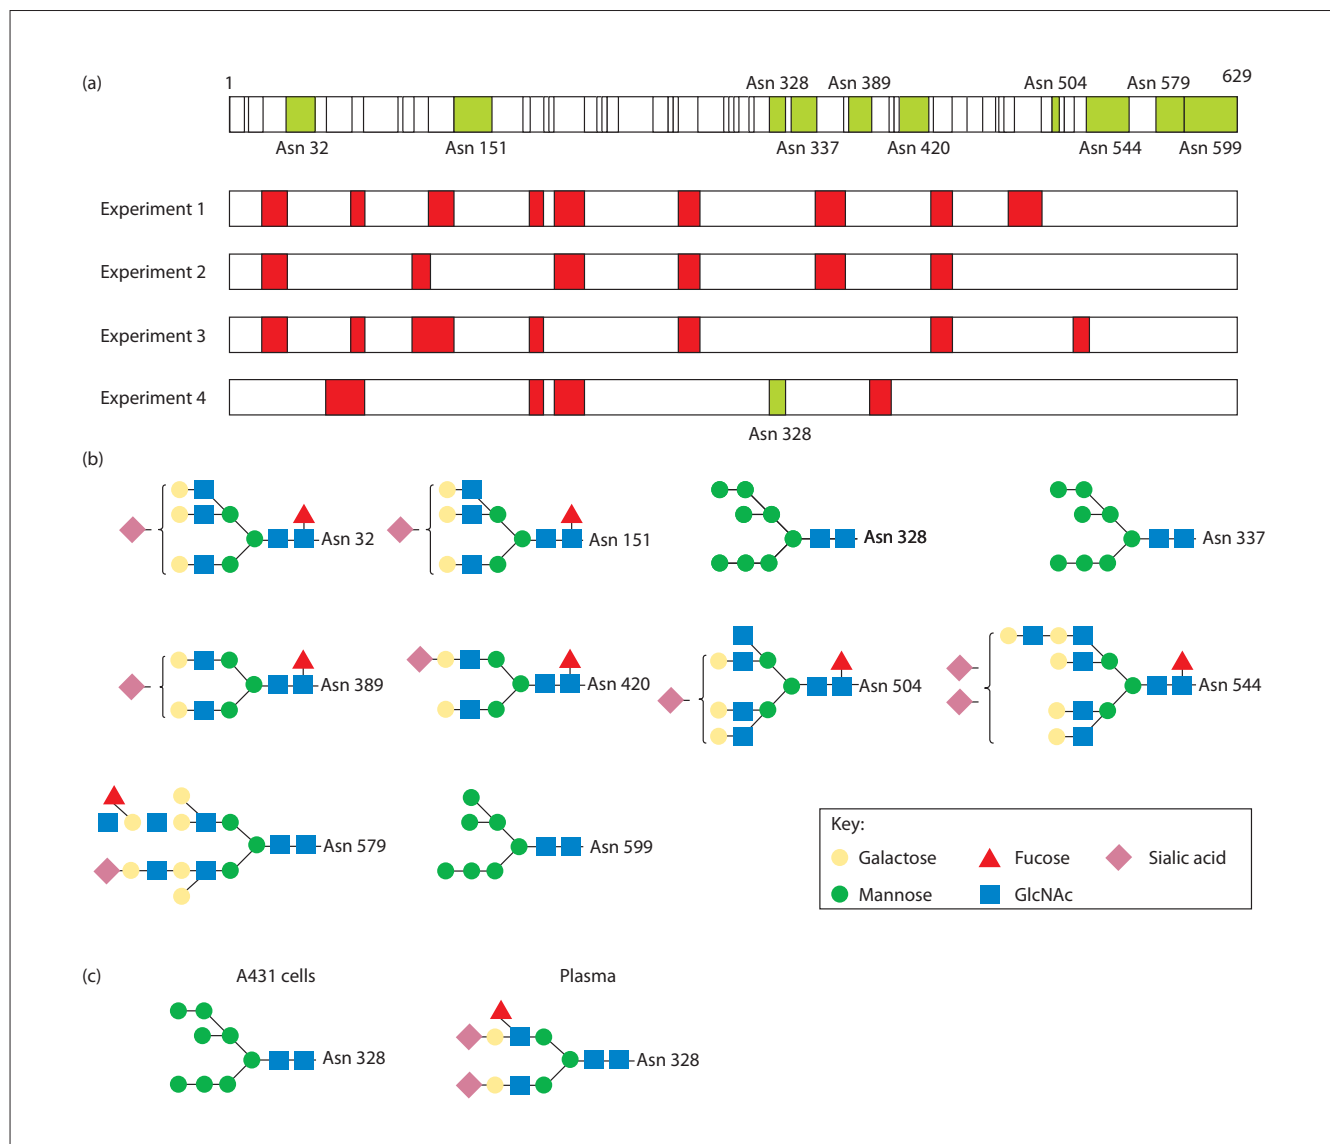 (a)
1
Asn 328
Asn 389
Asn 504
Asn 579
629
Asn 32
Asn 151
Asn 337
Asn 420
Asn 544
Asn 599
Experiment 1
Experiment 2
Experiment 3
Experiment 4
Asn 328
(b)
Asn 32
Asn 151
Asn 328
Asn 337
Asn 389
Asn 420
Asn 504
Asn 544
Asn 579
Asn 599
Key:
Galactose
Fucose
Sialic acid
Mannose
GlcNAc
(c)
A431 cells
Plasma
Asn 328
Asn 328